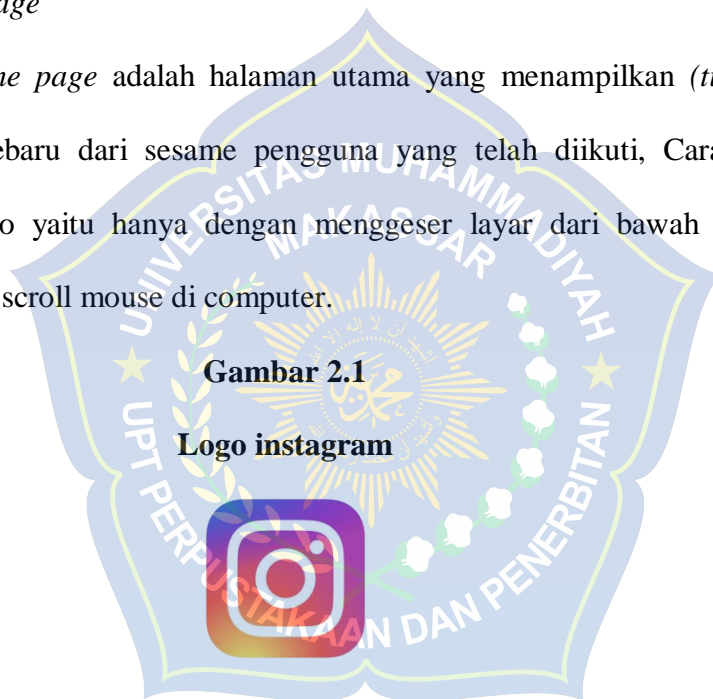 age
ne page adalah halaman utama yang menampilkan (ti
ebaru dari sesame pengguna yang telah diikuti, Cara
o yaitu hanya dengan menggeser layar dari bawah
scroll mouse di computer.
Gambar 2.1
Logo instagram
UNIVERSITAS MUHAMMADIYAH
MAKASSAR
UPT PERPUSTAKAAN DAN PENERBITAN